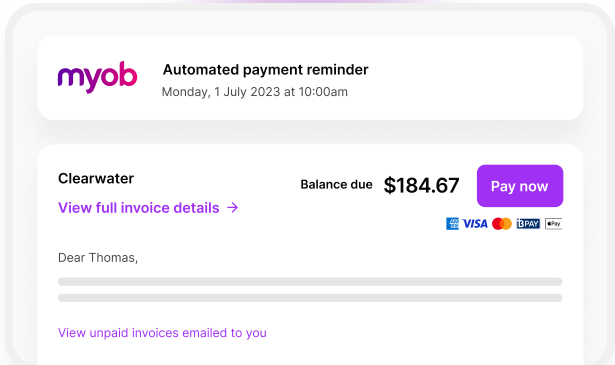 myob
Automated payment reminder
Monday, 1 July 2023 at 10:00am
Clearwater
Balance due $184.67 Pay now
View full invoice details →
VISA BPAY Pay
Dear Thomas,
View unpaid invoices emailed to you